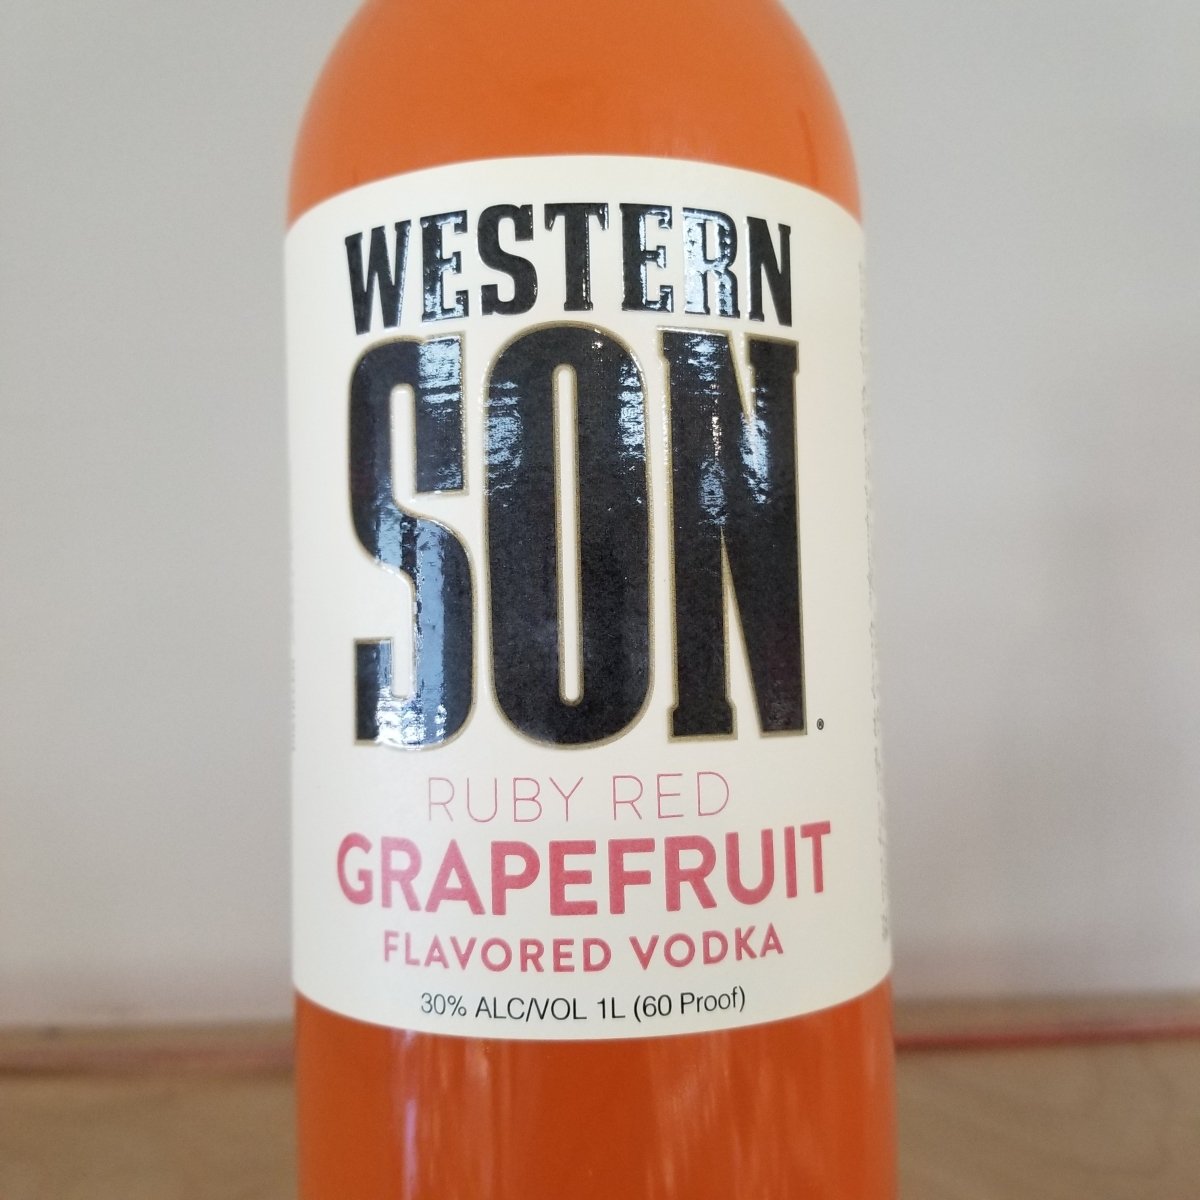 WESTERN
SON®
RUBY RED
GRAPEFRUIT
FLAVORED VODKA
30% ALC/VOL 1L (60 Proof)